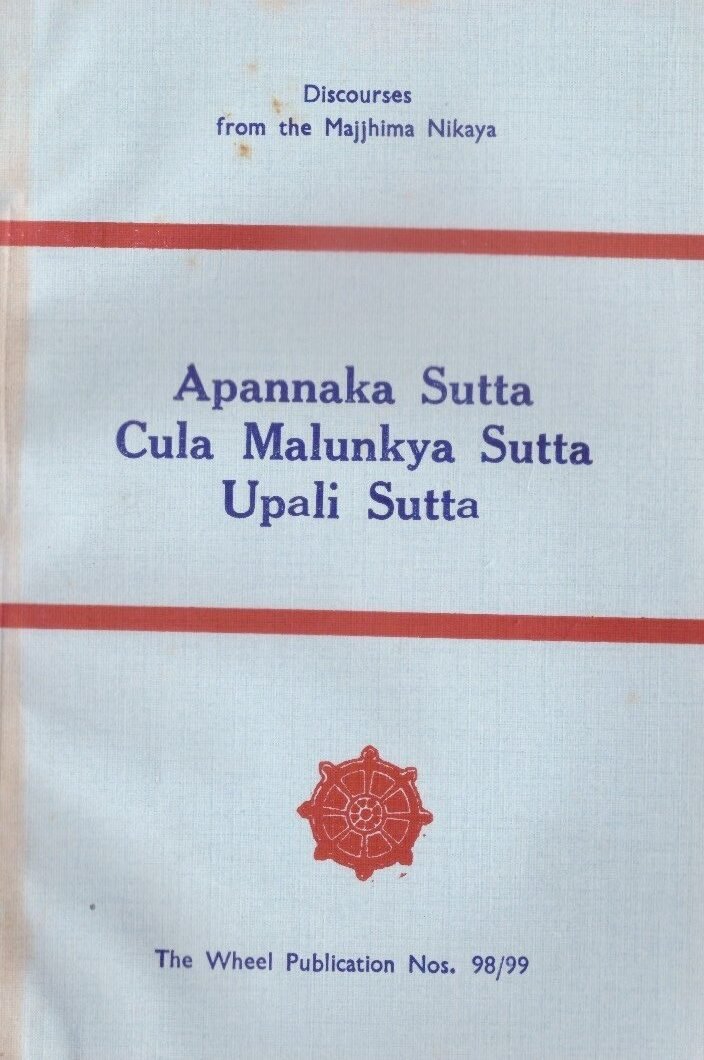 Discourses
from the Majjhima Nikaya
Apannaka Sutta
Cula Malunkya Sutta
Upali Sutta
The Wheel Publication Nos. 98/99